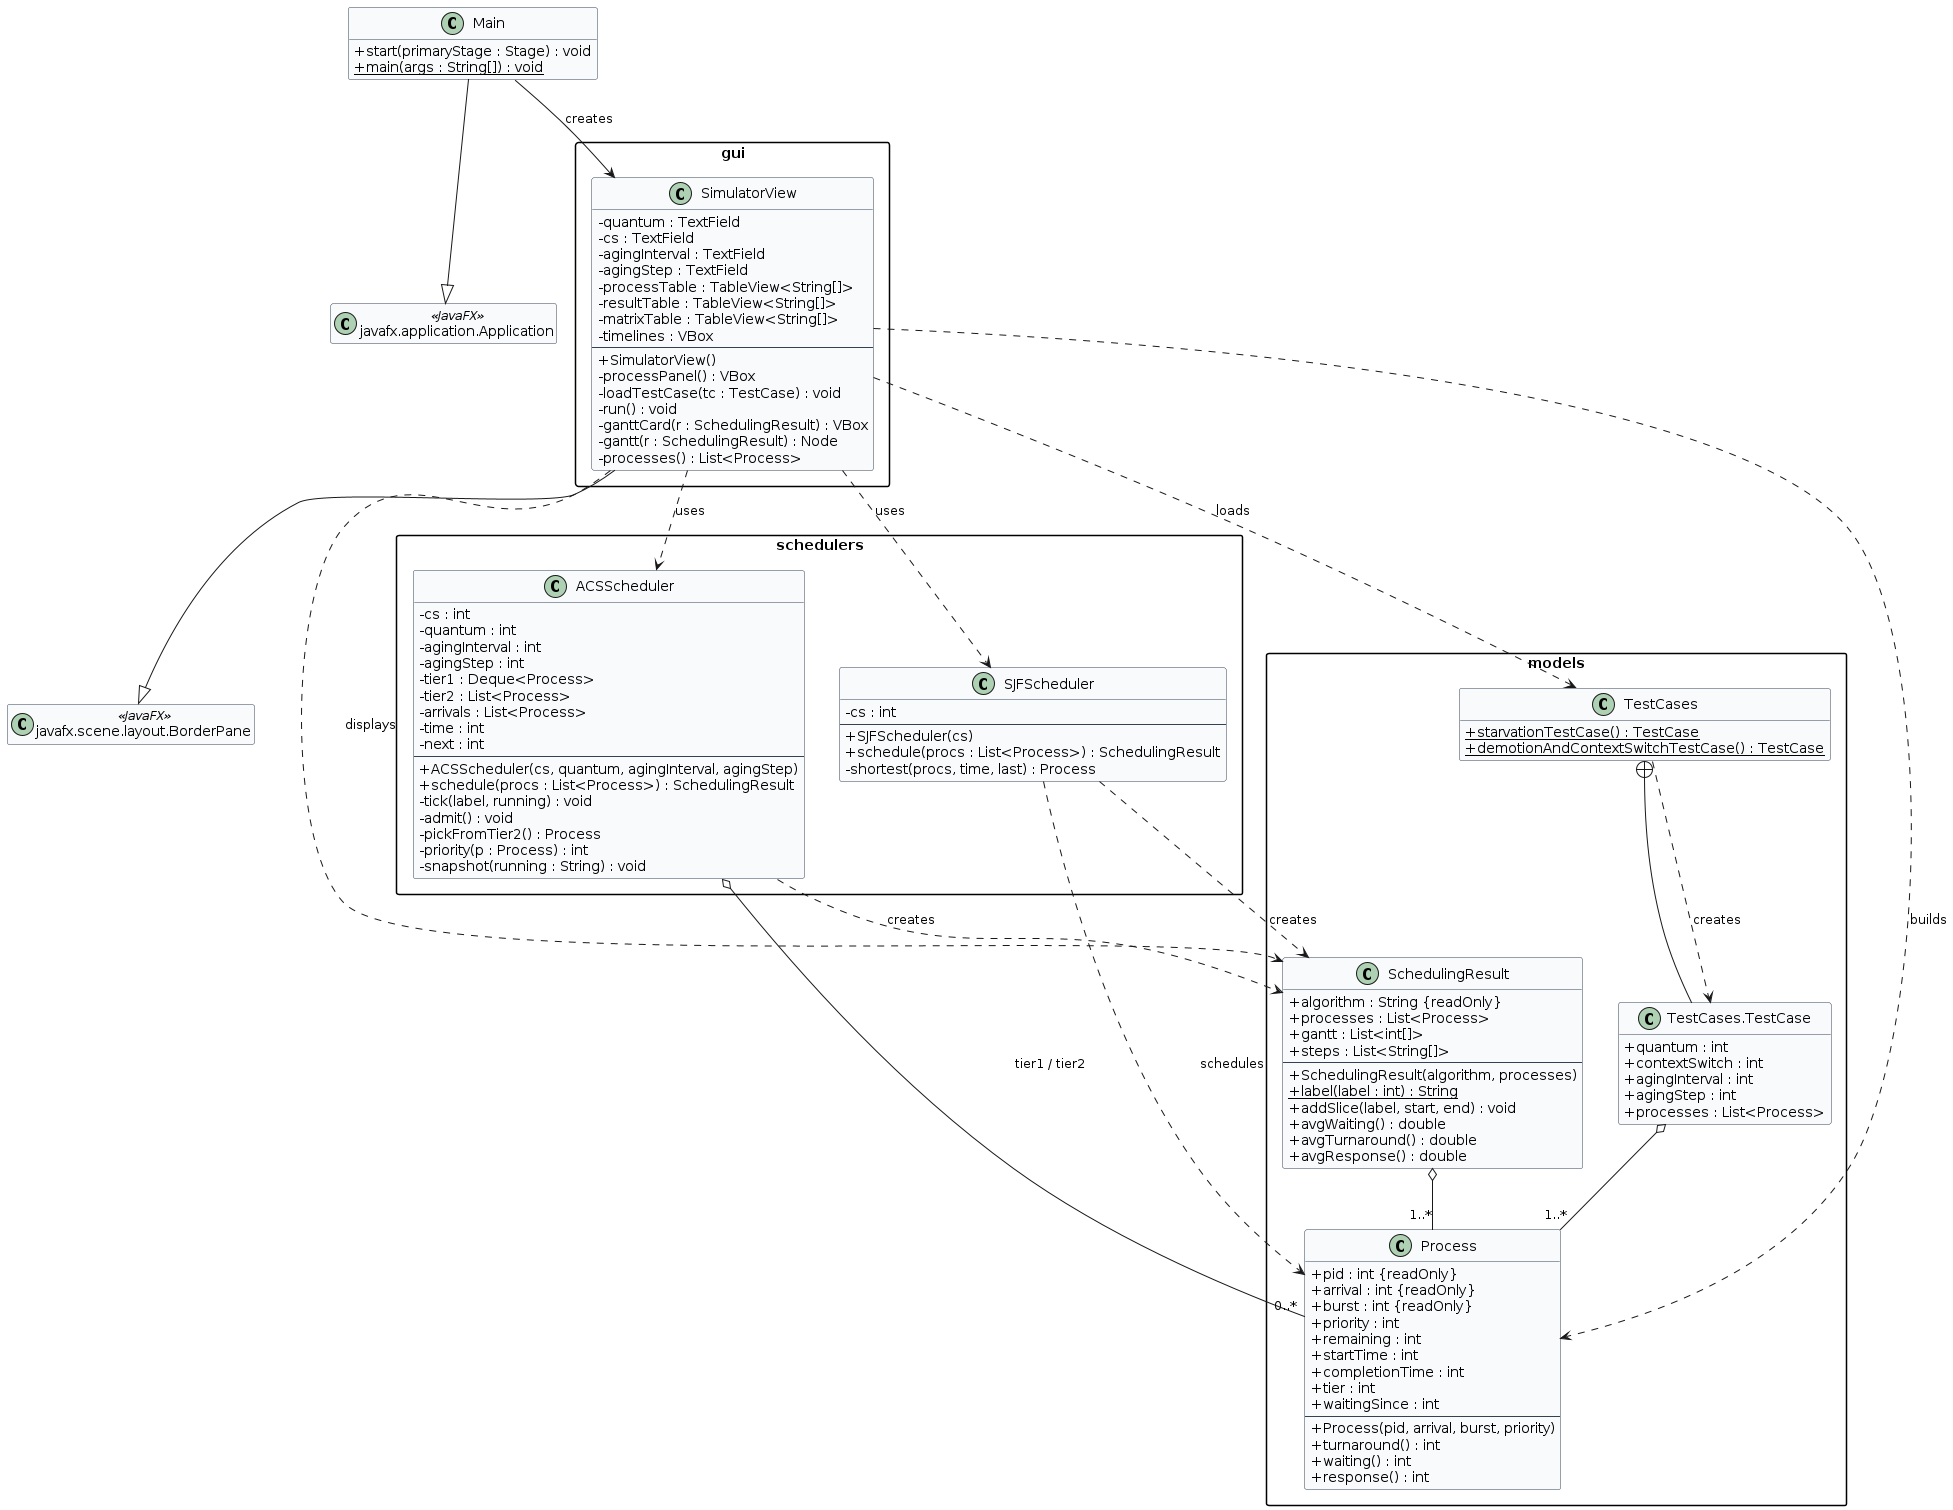 C Main
+start(primaryStage : Stage) : void
+main(args : String[]) : void
creates
gui
C SimulatorView
-quantum : TextField
-cs : TextField
-agingInterval : TextField
-agingStep : TextField
-processTable : TableView<String[]>
-resultTable : TableView<String[]>
-matrixTable : TableView<String[]>
-timelines : VBox
+SimulatorView()
-processPanel() : VBox
-loadTestCase(tc : TestCase) : void
-run() : void
-ganttCard(r : SchedulingResult) : VBox
-gantt(r : SchedulingResult) : Node
-processes() : List<Process>
C «JavaFX»
javafx.application.Application
uses
uses
loads
schedulers
C ACSScheduler
-cs : int
-quantum : int
-agingInterval : int
-agingStep : int
-tier1 : Deque<Process>
-tier2 : List<Process>
-arrivals : List<Process>
-time : int
-next : int
+ACSScheduler(cs, quantum, agingInterval, agingStep)
+schedule(procs : List<Process>) : SchedulingResult
-tick(label, running) : void
-admit() : void
-pickFromTier2() : Process
-priority(p : Process) : int
-snapshot(running : String) : void
C SJFScheduler
-cs : int
+SJFScheduler(cs)
+schedule(procs : List<Process>) : SchedulingResult
-shortest(procs, time, last) : Process
models
C TestCases
+starvationTestCase() : TestCase
+demotionAndContextSwitchTestCase() : TestCase
C «JavaFX»
javafx.scene.layout.BorderPane
displays
creates
creates
creates
builds
C SchedulingResult
+algorithm : String {readOnly}
+processes : List<Process>
+gantt : List<int[]>
+steps : List<String[]>
+SchedulingResult(algorithm, processes)
+label(label : int) : String
+addSlice(label, start, end) : void
+avgWaiting() : double
+avgTurnaround() : double
+avgResponse() : double
C TestCases.TestCase
+quantum : int
+contextSwitch : int
+agingInterval : int
+agingStep : int
+processes : List<Process>
tier1 / tier2
schedules
1..*
1..*
0..*
C Process
+pid : int {readOnly}
+arrival : int {readOnly}
+burst : int {readOnly}
+priority : int
+remaining : int
+startTime : int
+completionTime : int
+tier : int
+waitingSince : int
+Process(pid, arrival, burst, priority)
+turnaround() : int
+waiting() : int
+response() : int